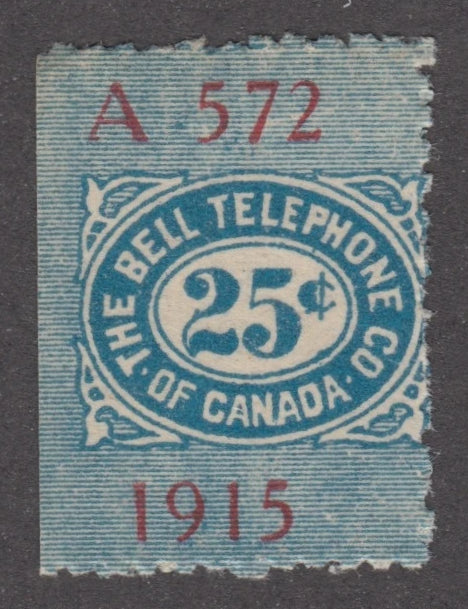 A 572
THE BELL TELEPHONE CO
25¢
· OF CANADA ·
1915